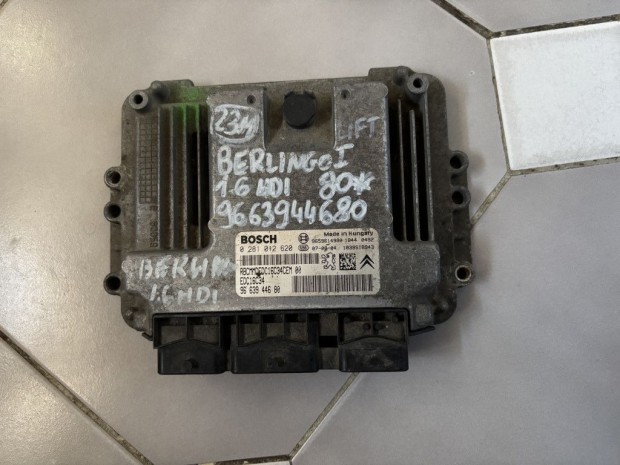 23M
LIFT
BERLINGO I
1.6 HDI 80*
9663944680
BOSCH
Made in Hungary
0 281 012 620
EDC16C34
96 639 446 80
BERLIN
1.6 HDI